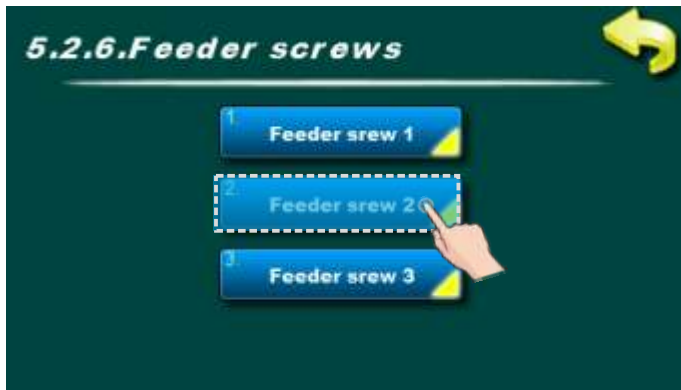 5.2.6.Feeder screws
1.
Feeder srew 1
2.
Feeder srew 2
3.
Feeder srew 3